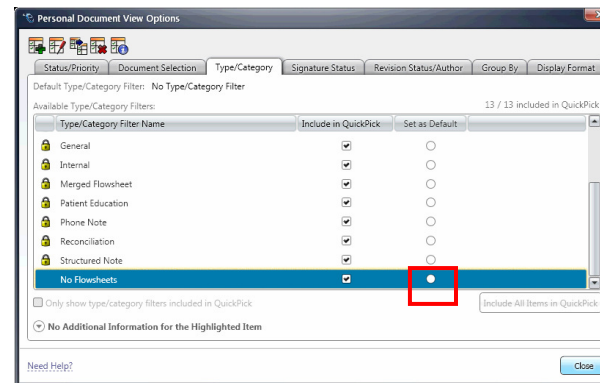 Personal Document View Options
Status/Priority Document Selection Type/Category Signature Status Revision Status/Author Group By Display Format
Default Type/Category Filter: No Type/Category Filter
Available Type/Category Filters: 13 / 13 included in QuickPick
Type/Category Filter Name Include in QuickPick Set as Default
General
Internal
Merged Flowsheet
Patient Education
Phone Note
Reconciliation
Structured Note
No Flowsheets
Only show type/category filters included in QuickPick Include All Items in QuickPick
No Additional Information for the Highlighted Item
Need Help? Close